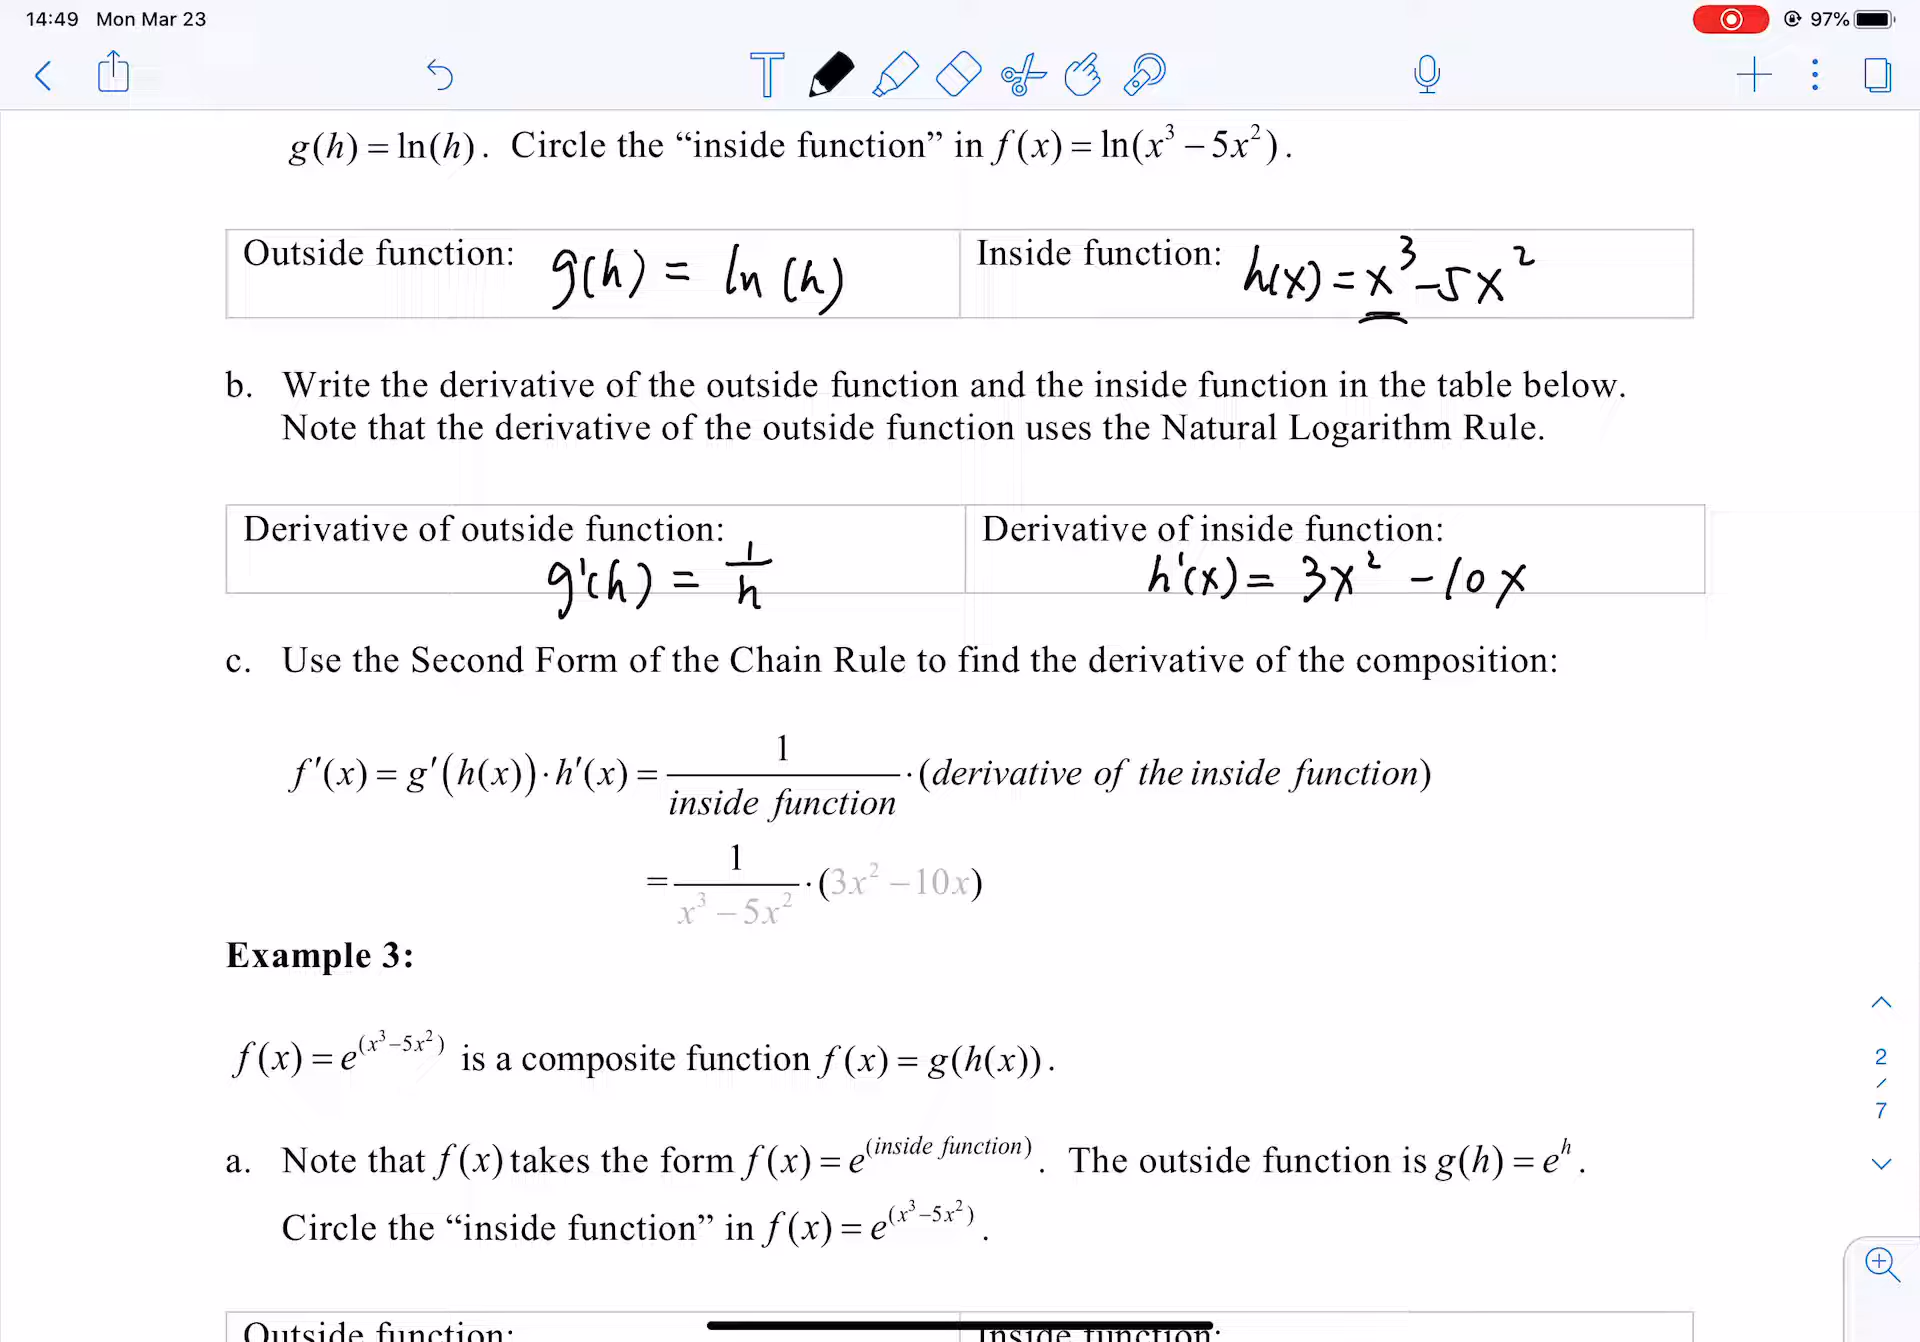 14:49 Mon Mar 23 97%
g(h) = ln(h). Circle the “inside function” in f(x) = ln(x³ – 5x²).
Outside function: g(h) = ln (h) Inside function: h(x) = x³ - 5x²
b. Write the derivative of the outside function and the inside function in the table below.
Note that the derivative of the outside function uses the Natural Logarithm Rule.
Derivative of outside function: Derivative of inside function:
g'(h) = 1/h h'(x) = 3x² - 10x
c. Use the Second Form of the Chain Rule to find the derivative of the composition:
f'(x) = g'(h(x))·h'(x) = 1/inside function ·(derivative of the inside function)
= 1/x³ – 5x² ·(3x² – 10x)
Example 3:
f(x) = e^(x³–5x²) is a composite function f(x) = g(h(x)).
a. Note that f(x) takes the form f(x) = e^(inside function). The outside function is g(h) = e^h.
Circle the “inside function” in f(x) = e^(x³–5x²).
Outside function: Inside function:
2
/
7